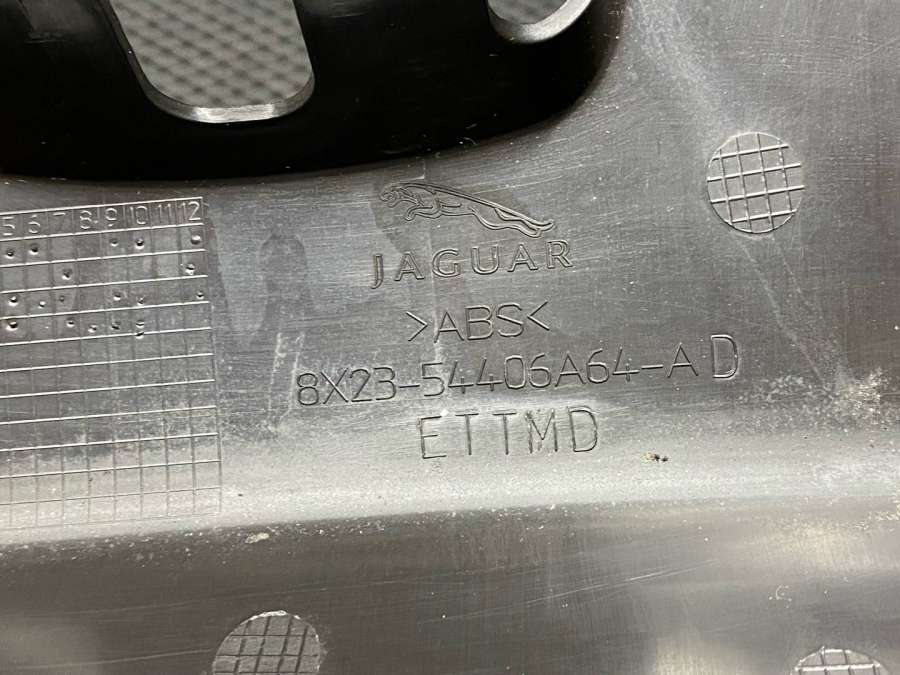 5 6 7 8 9 10 11 12
JAGUAR
>ABS<
8X23-54406A64-AD
ETTMD